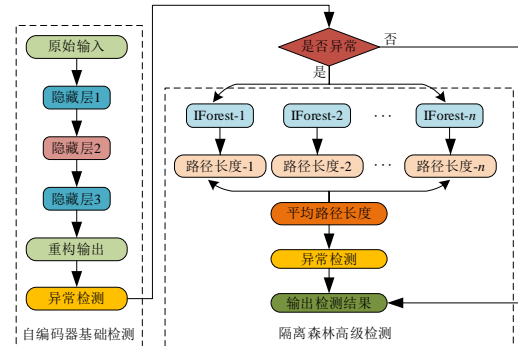 原始输入
隐藏层1
隐藏层2
隐藏层3
重构输出
异常检测
自编码器基础检测
是否异常
否
是
IForest-1
IForest-2
···
IForest-n
路径长度-1
路径长度-2
···
路径长度-n
平均路径长度
异常检测
输出检测结果
隔离森林高级检测